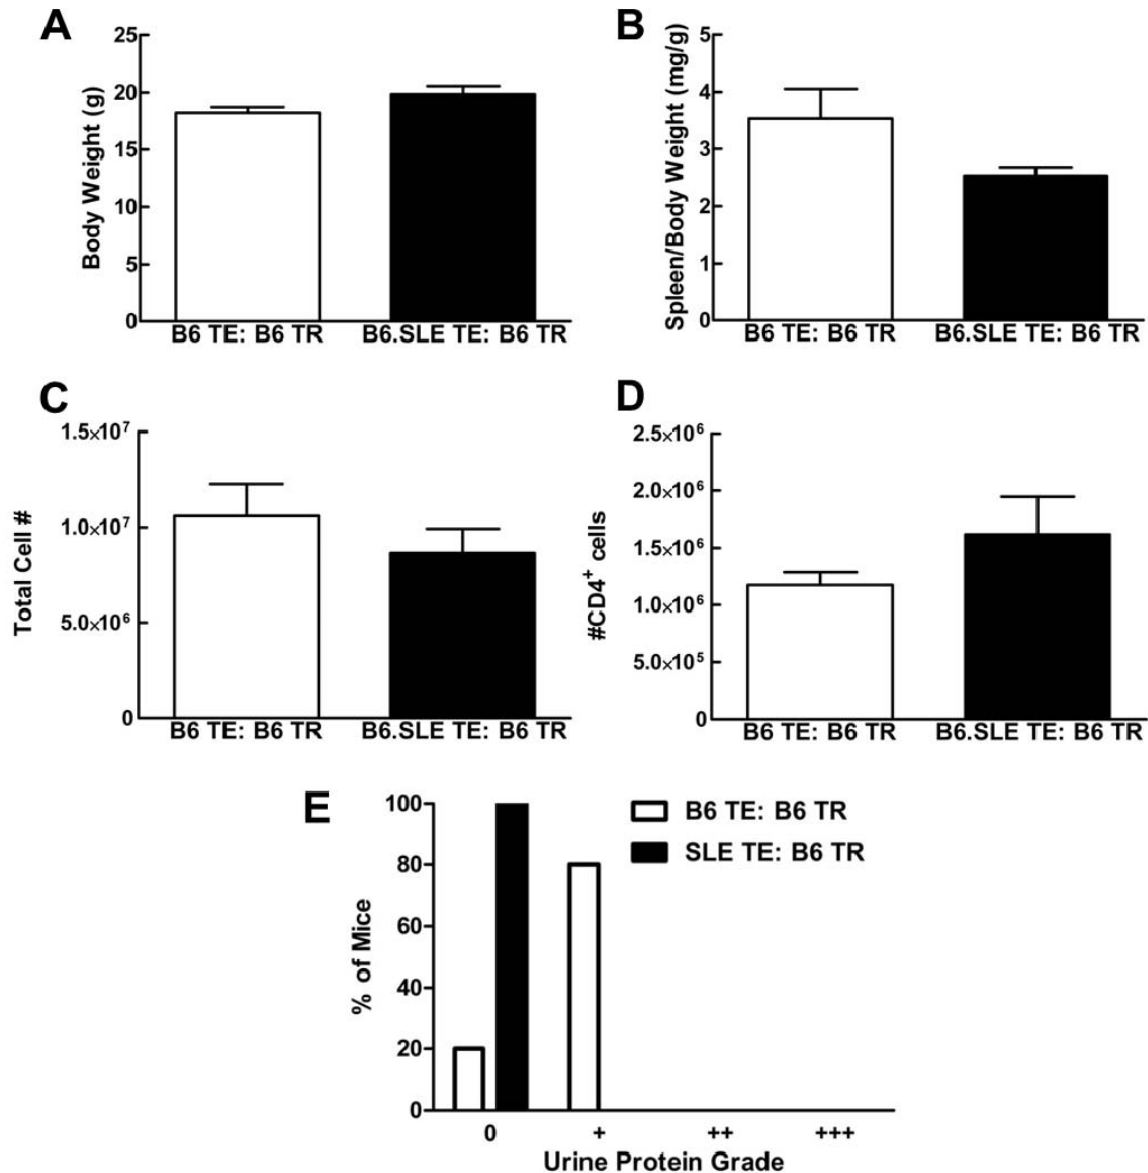 A
Body Weight (g)
25
20
15
10
5
0
B6 TE: B6 TR
B6.SLE TE: B6 TR
B
Spleen/Body Weight (mg/g)
5
4
3
2
1
0
B6 TE: B6 TR
B6.SLE TE: B6 TR
C
Total Cell #
1.5×10⁷
1.0×10⁷
5.0×10⁶
0
B6 TE: B6 TR
B6.SLE TE: B6 TR
D
#CD4⁺ cells
2.5×10⁶
2.0×10⁶
1.5×10⁶
1.0×10⁶
5.0×10⁵
0
B6 TE: B6 TR
B6.SLE TE: B6 TR
E
% of Mice
100
80
60
40
20
0
B6 TE: B6 TR
SLE TE: B6 TR
0
+
++
+++
Urine Protein Grade